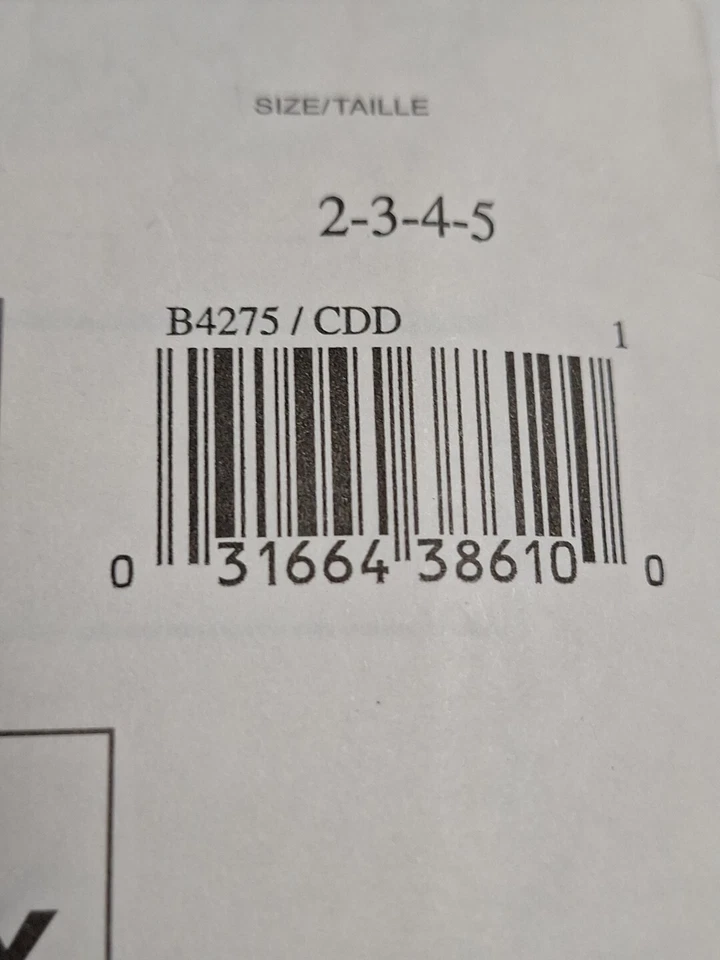 SIZE/TAILLE
2-3-4-5
B4275 / CDD
1
0 31664 38610 0